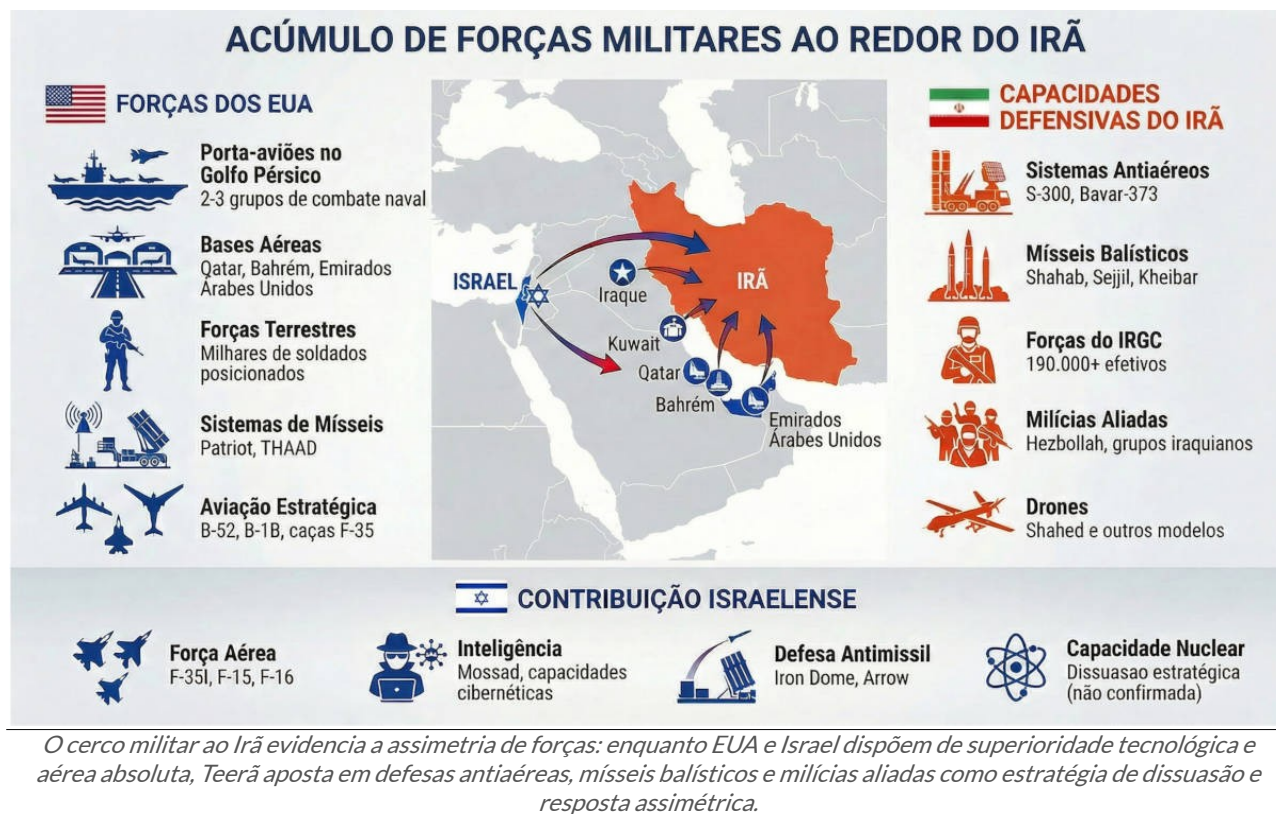 ACÚMULO DE FORÇAS MILITARES AO REDOR DO IRÃ
FORÇAS DOS EUA
Porta-aviões no
Golfo Pérsico
2-3 grupos de combate naval
Bases Aéreas
Qatar, Bahrém, Emirados
Árabes Unidos
Forças Terrestres
Milhares de soldados
posicionados
Sistemas de Mísseis
Patriot, THAAD
Aviação Estratégica
B-52, B-1B, caças F-35
ISRAEL
Iraque
IRÃ
Kuwait
Qatar
Bahrém
Emirados
Árabes Unidos
CAPACIDADES
DEFENSIVAS DO IRÃ
Sistemas Antiaéreos
S-300, Bavar-373
Mísseis Balísticos
Shahab, Sejjil, Kheibar
Forças do IRGC
190.000+ efetivos
Milícias Aliadas
Hezbollah, grupos iraquianos
Drones
Shahed e outros modelos
CONTRIBUIÇÃO ISRAELENSE
Força Aérea
F-35I, F-15, F-16
Inteligência
Mossad, capacidades
cibernéticas
Defesa Antimissil
Iron Dome, Arrow
Capacidade Nuclear
Dissuasao estratégica
(não confirmada)
O cerco militar ao Irã evidencia a assimetria de forças: enquanto EUA e Israel dispõem de superioridade tecnológica e
aérea absoluta, Teerã aposta em defesas antiaéreas, mísseis balísticos e milícias aliadas como estratégia de dissuasão e
resposta assimétrica.